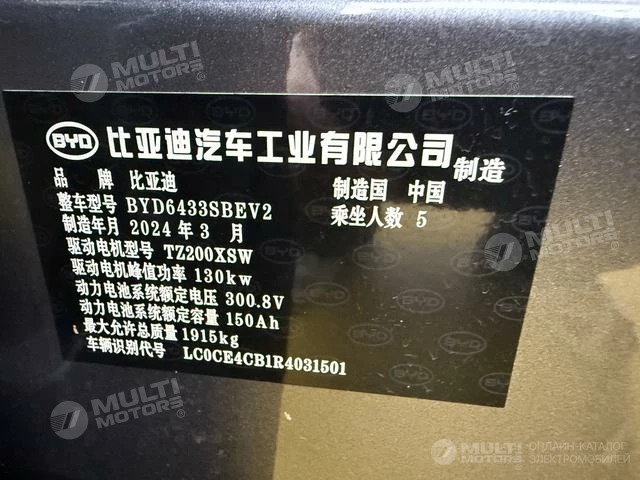 MULTI MOTORS
MULTI MOTORS
BYD 比亚迪汽车工业有限公司 制造
品 牌 比亚迪
制造国 中国
整车型号 BYD6433SBEV2
乘坐人数 5
制造年月 2024 年 3 月
驱动电机型号 TZ200XSW
驱动电机峰值功率 130kw
动力电池系统额定电压 300.8V
动力电池系统额定容量 150Ah
最大允许总质量 1915kg
车辆识别代号 LC0CE4CB1R4031501
MULTI MOTORS
MULTI MOTORS
MULTI MOTORS
ОНЛАЙН-КАТАЛОГ
ЭЛЕКТРОМОБИЛЕЙ